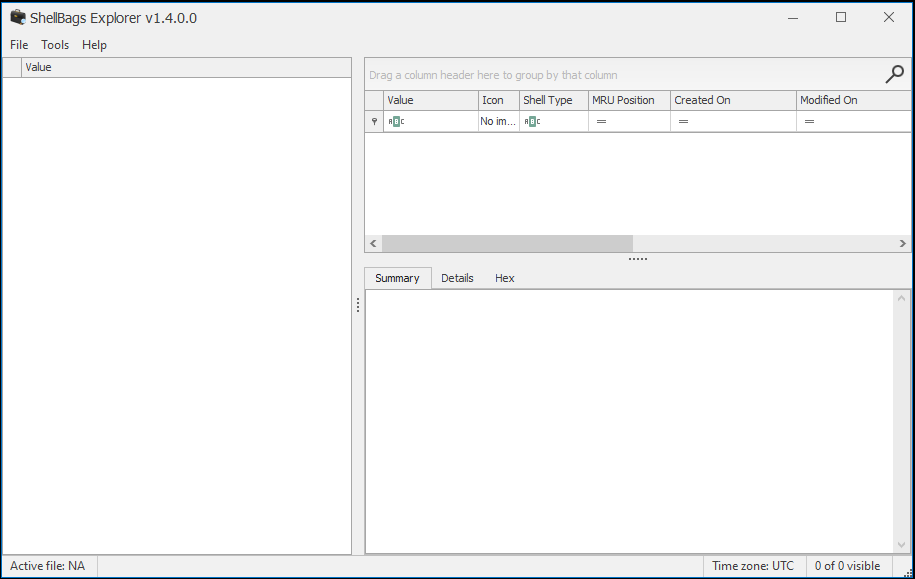 ShellBags Explorer v1.4.0.0
File Tools Help
Value
Drag a column header here to group by that column
Value Icon Shell Type MRU Position Created On Modified On
ABC No im... ABC = = =
Summary Details Hex
Active file: NA Time zone: UTC 0 of 0 visible